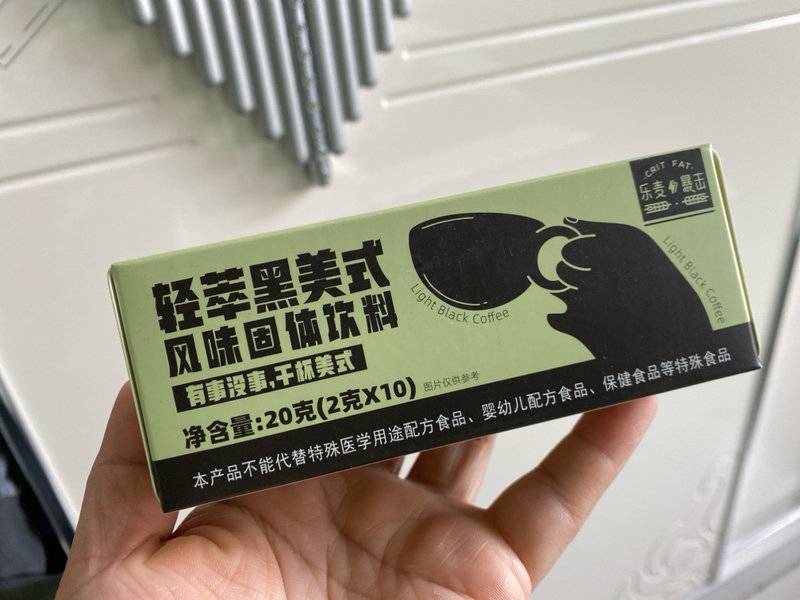 CRIT FAT
乐麦暴击
轻萃黑美式
风味固体饮料
有事没事,干杯美式
净含量:20克(2克X10)
图片仅供参考
Light Black Coffee
Light Black Coffee
本产品不能代替特殊医学用途配方食品、婴幼儿配方食品、保健食品等特殊食品